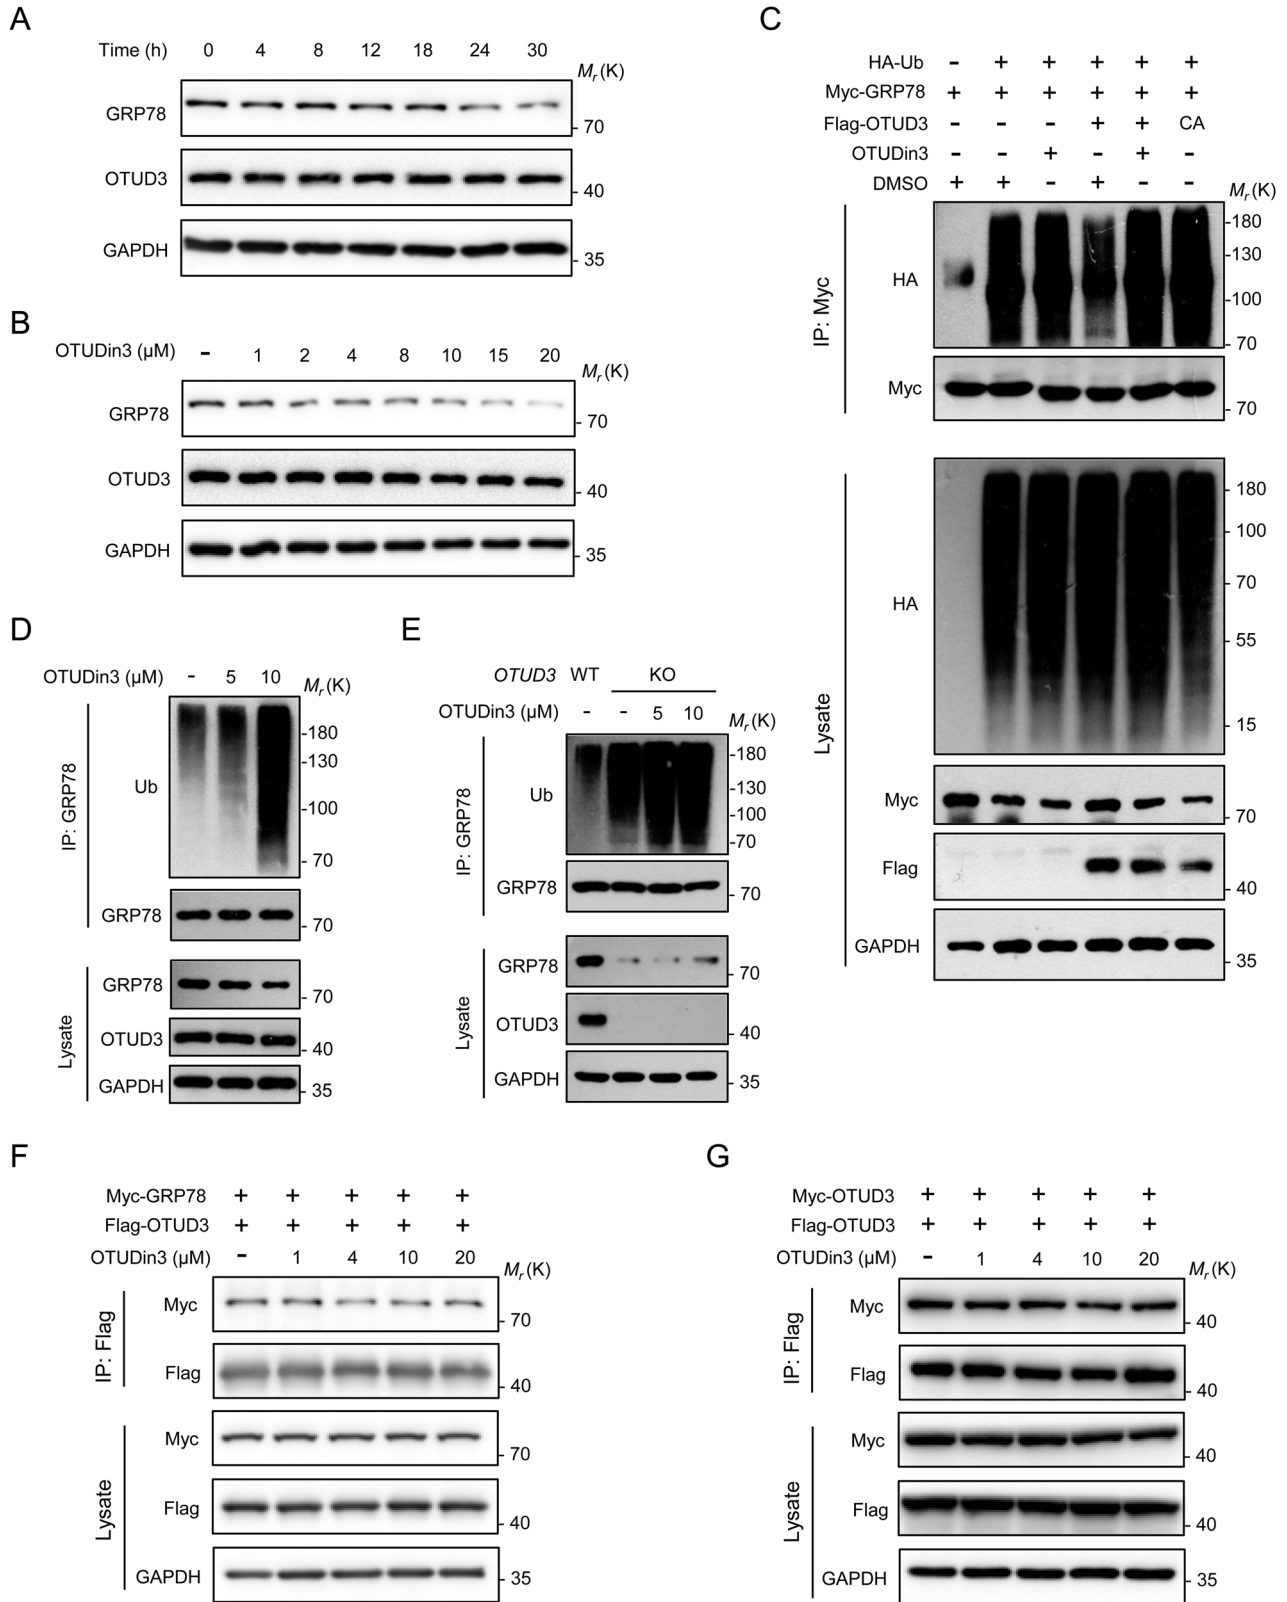 A
Time (h) 0 4 8 12 18 24 30
Mr (K)
GRP78
- 70
OTUD3
- 40
GAPDH
- 35
B
OTUDin3 (μM) - 1 2 4 8 10 15 20
Mr (K)
GRP78
- 70
OTUD3
- 40
GAPDH
- 35
C
HA-Ub - + + + + +
Myc-GRP78 + + + + + +
Flag-OTUD3 - - - + + CA
OTUDin3 - - + - + -
DMSO + + - + - -
Mr (K)
IP: Myc
HA
-180
-130
-100
- 70
Myc
- 70
Lysate
HA
- 180
- 100
- 70
- 55
- 15
Myc
- 70
Flag
- 40
GAPDH
- 35
D
OTUDin3 (μM) - 5 10
Mr (K)
IP: GRP78
Ub
-180
-130
- 100
- 70
GRP78
- 70
Lysate
GRP78
- 70
OTUD3
- 40
GAPDH
- 35
E
OTUD3 WT KO
OTUDin3 (μM) - - 5 10
Mr (K)
IP: GRP78
Ub
-180
-130
-100
-70
GRP78
- 70
Lysate
GRP78
- 70
OTUD3
- 40
GAPDH
- 35
F
Myc-GRP78 + + + + +
Flag-OTUD3 + + + + +
OTUDin3 (μM) - 1 4 10 20
Mr (K)
IP: Flag
Myc
- 70
Flag
- 40
Lysate
Myc
- 70
Flag
- 40
GAPDH
- 35
G
Myc-OTUD3 + + + + +
Flag-OTUD3 + + + + +
OTUDin3 (μM) - 1 4 10 20
Mr (K)
IP: Flag
Myc
- 40
Flag
- 40
Lysate
Myc
- 40
Flag
- 40
GAPDH
- 35